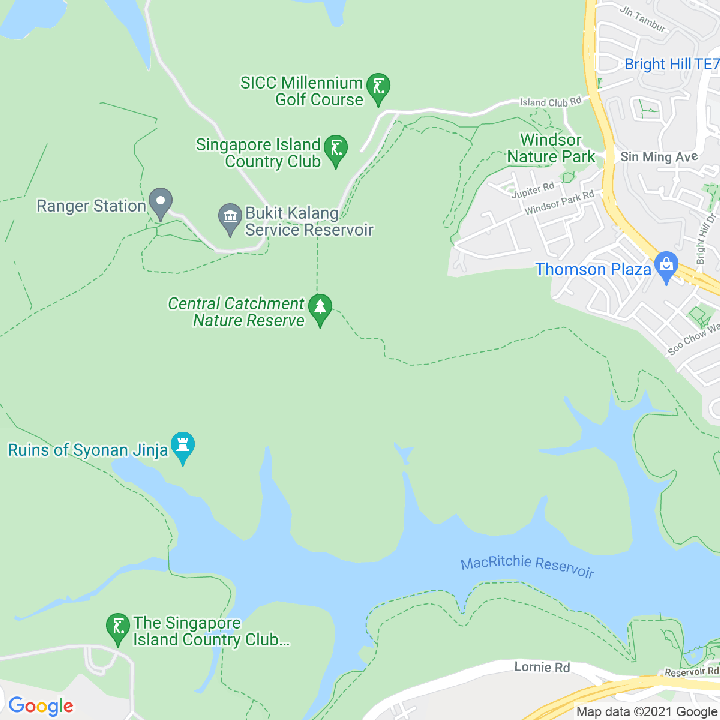 Jln Tambur
Bright Hill TE7
SICC Millennium
Golf Course
Island Club Rd
Singapore Island
Country Club
Windsor
Nature Park
Sin Ming Ave
Jupiter Rd
Windsor Park Rd
Ranger Station
Bukit Kalang
Service Reservoir
Bright Hill Dr
Thomson Plaza
Central Catchment
Nature Reserve
Soo Chow Wa
Ruins of Syonan Jinja
MacRitchie Reservoir
The Singapore
Island Country Club...
Lornie Rd
Reservoir Rd
Google
Map data ©2021 Google